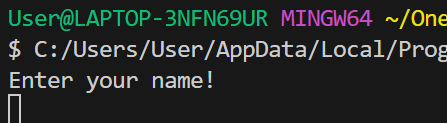 User@LAPTOP-3NFN69UR MINGW64 ~/One
$ C:/Users/User/AppData/Local/Prog
Enter your name!